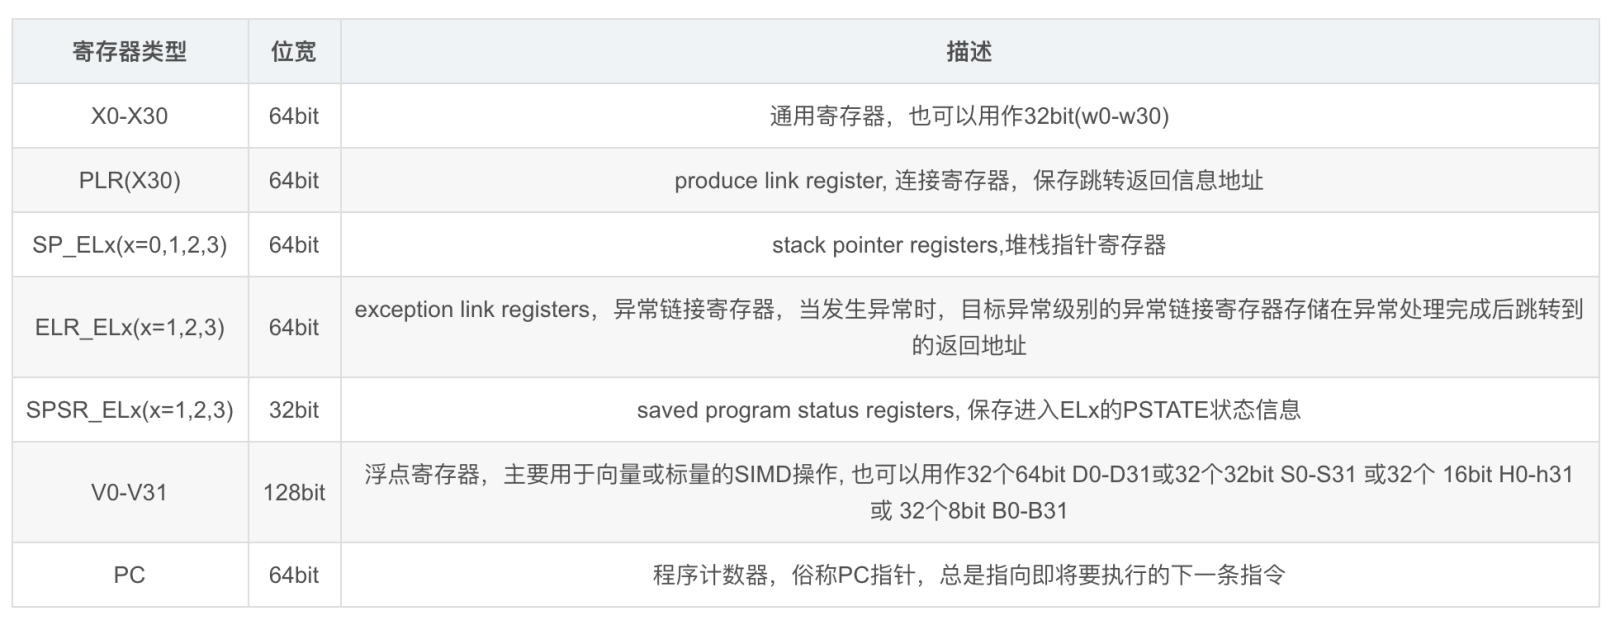 寄存器类型 位宽 描述
X0-X30 64bit 通用寄存器，也可以用作32bit(w0-w30)
PLR(X30) 64bit produce link register, 连接寄存器，保存跳转返回信息地址
SP_ELx(x=0,1,2,3) 64bit stack pointer registers,堆栈指针寄存器
ELR_ELx(x=1,2,3) 64bit exception link registers，异常链接寄存器，当发生异常时，目标异常级别的异常链接寄存器存储在异常处理完成后跳转到
的返回地址
SPSR_ELx(x=1,2,3) 32bit saved program status registers, 保存进入ELx的PSTATE状态信息
V0-V31 128bit 浮点寄存器，主要用于向量或标量的SIMD操作, 也可以用作32个64bit D0-D31或32个32bit S0-S31 或32个 16bit H0-h31
或 32个8bit B0-B31
PC 64bit 程序计数器，俗称PC指针，总是指向即将要执行的下一条指令